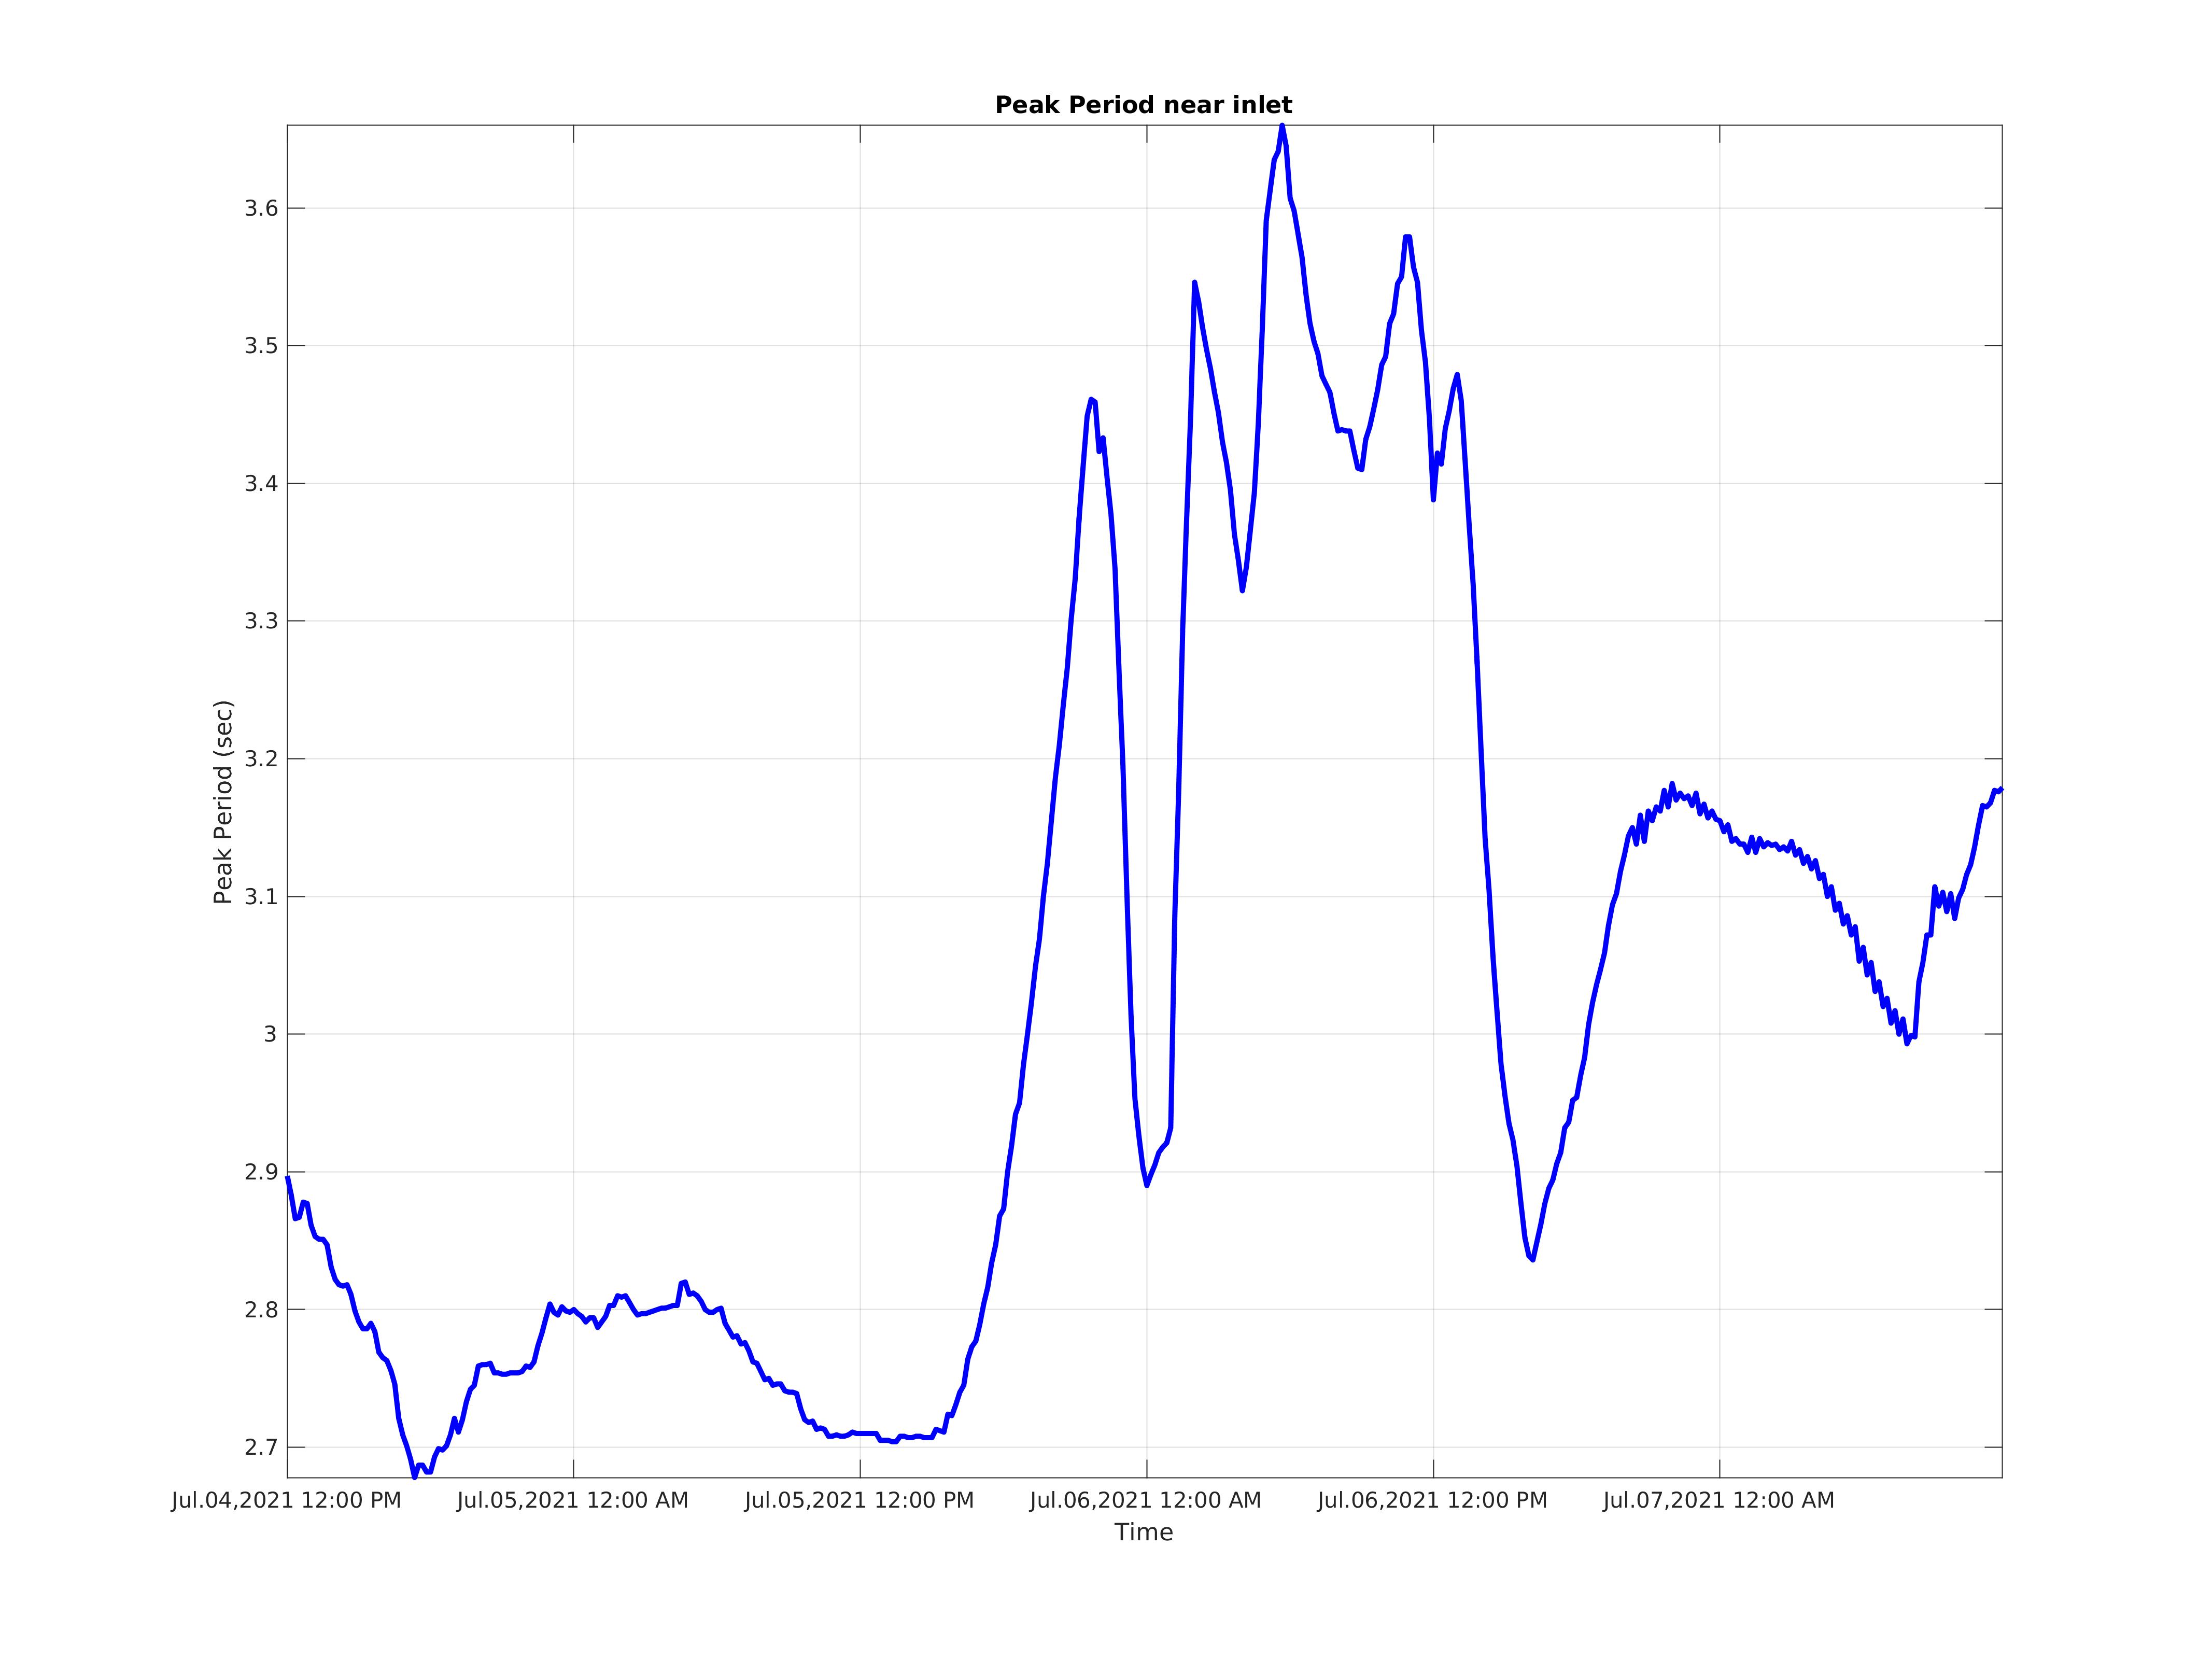 Peak Period near inlet
3.6
3.5
3.4
3.3
3.2
3.1
3
2.9
2.8
2.7
Peak Period (sec)
Jul.04,2021 12:00 PM Jul.05,2021 12:00 AM Jul.05,2021 12:00 PM Jul.06,2021 12:00 AM Jul.06,2021 12:00 PM Jul.07,2021 12:00 AM
Time